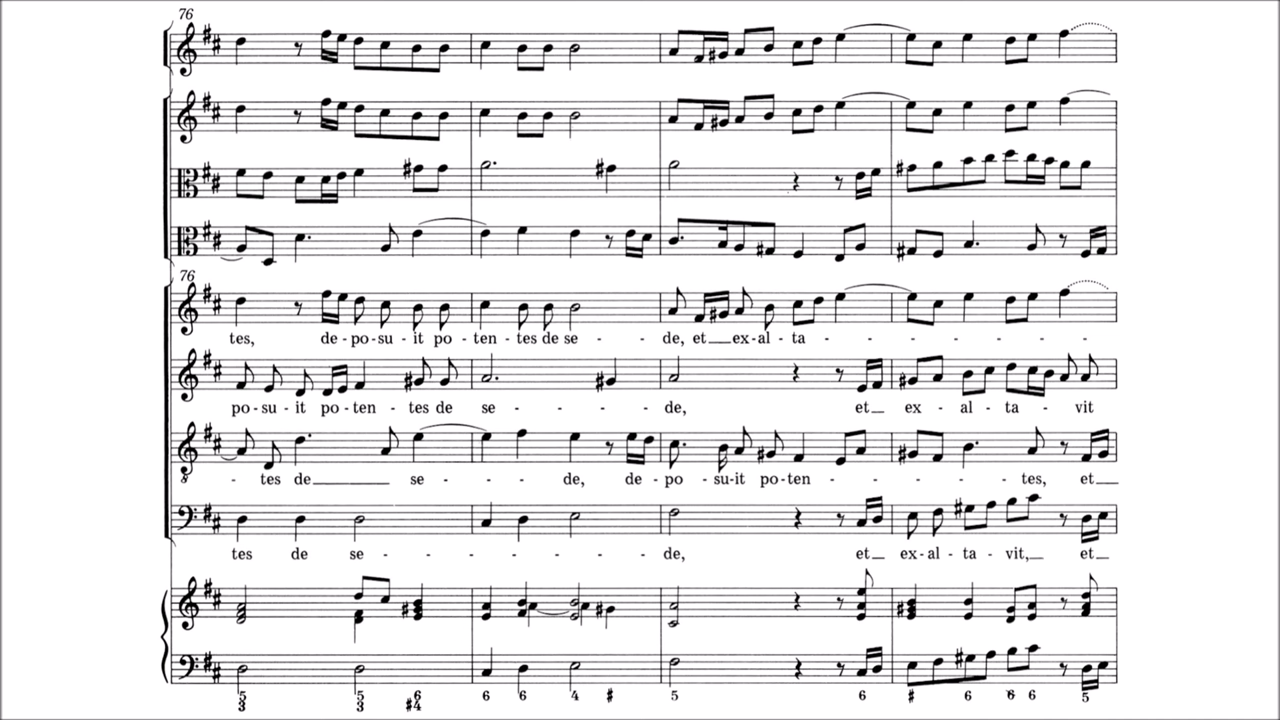 76
76
tes, de - po - su - it po - ten - tes de se - - de, et ex - al - ta - - - - - - - -
po - su - it po - ten - tes de se - - - de, et ex - al - ta - vit
- tes de se - - de, de - po - su - it po - ten - - - - tes, et
tes de se - - - - - - de, et ex - al - ta - vit, et
5 5 6 6 6 4 # 5 6 # 6 6 6 5
3 3 #4